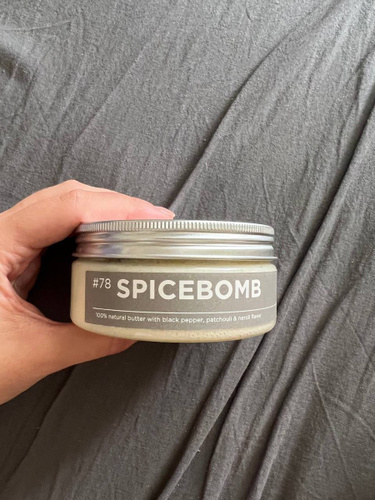 #78 SPICEBOMB
100% natural butter with black pepper, patchouli & neroli flower